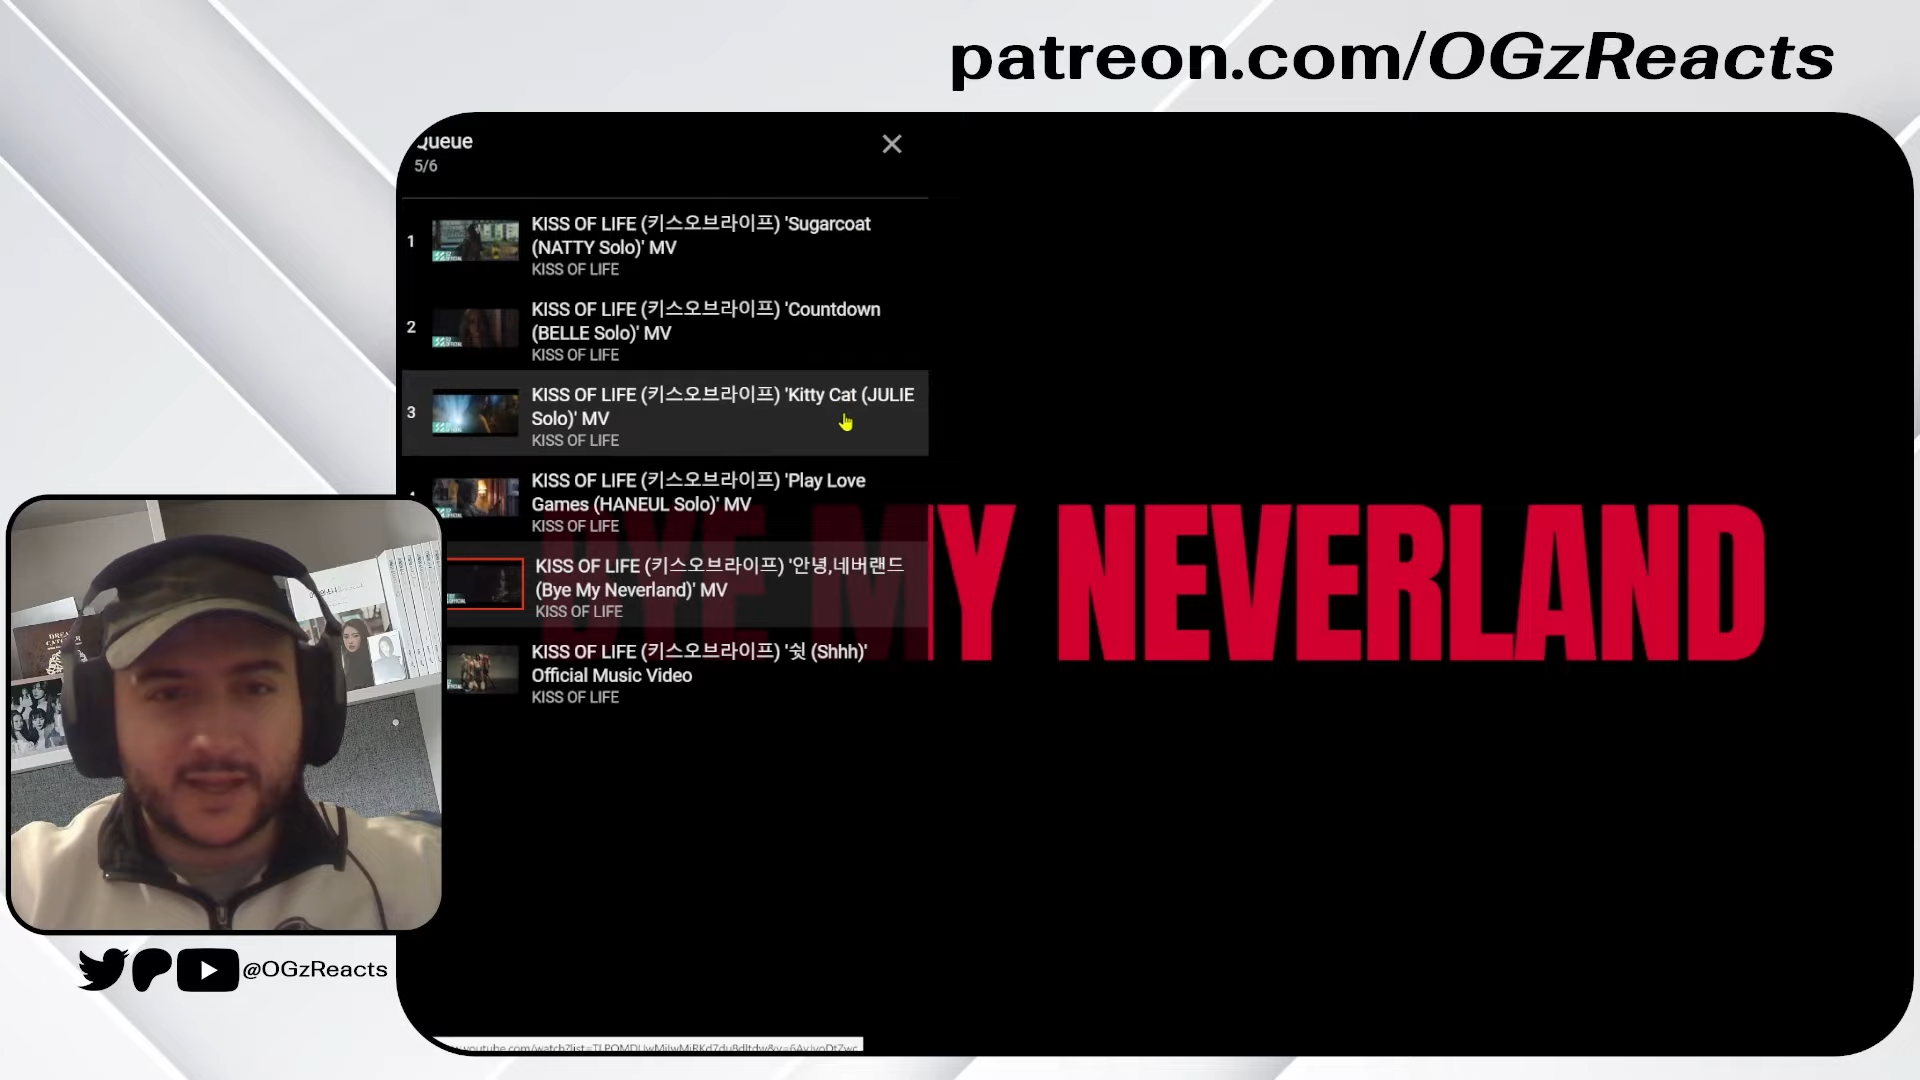 patreon.com/OGzReacts
Queue
5/6
1
KISS OF LIFE (키스오브라이프) 'Sugarcoat
(NATTY Solo)' MV
KISS OF LIFE
2
KISS OF LIFE (키스오브라이프) 'Countdown
(BELLE Solo)' MV
KISS OF LIFE
3
KISS OF LIFE (키스오브라이프) 'Kitty Cat (JULIE
Solo)' MV
KISS OF LIFE
KISS OF LIFE (키스오브라이프) 'Play Love
Games (HANEUL Solo)' MV
KISS OF LIFE
KISS OF LIFE (키스오브라이프) '안녕,네버랜드
(Bye My Neverland)' MV
KISS OF LIFE
BYE MY NEVERLAND
KISS OF LIFE (키스오브라이프) '쉿 (Shhh)'
Official Music Video
KISS OF LIFE
@OGzReacts